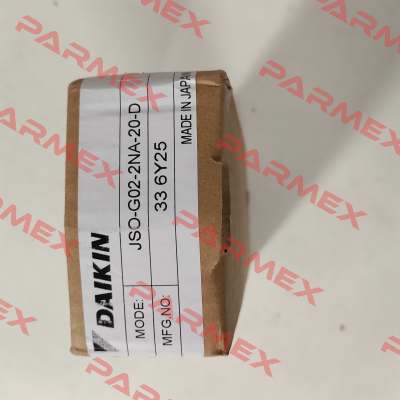 DAIKIN
MODE: JSO-G02-2NA-20-D
MFG.NO: 33 6Y25
MADE IN JAPAN
PARMEX
PARMEX
PARMEX
PARMEX
PARMEX
PARMEX
PARMEX